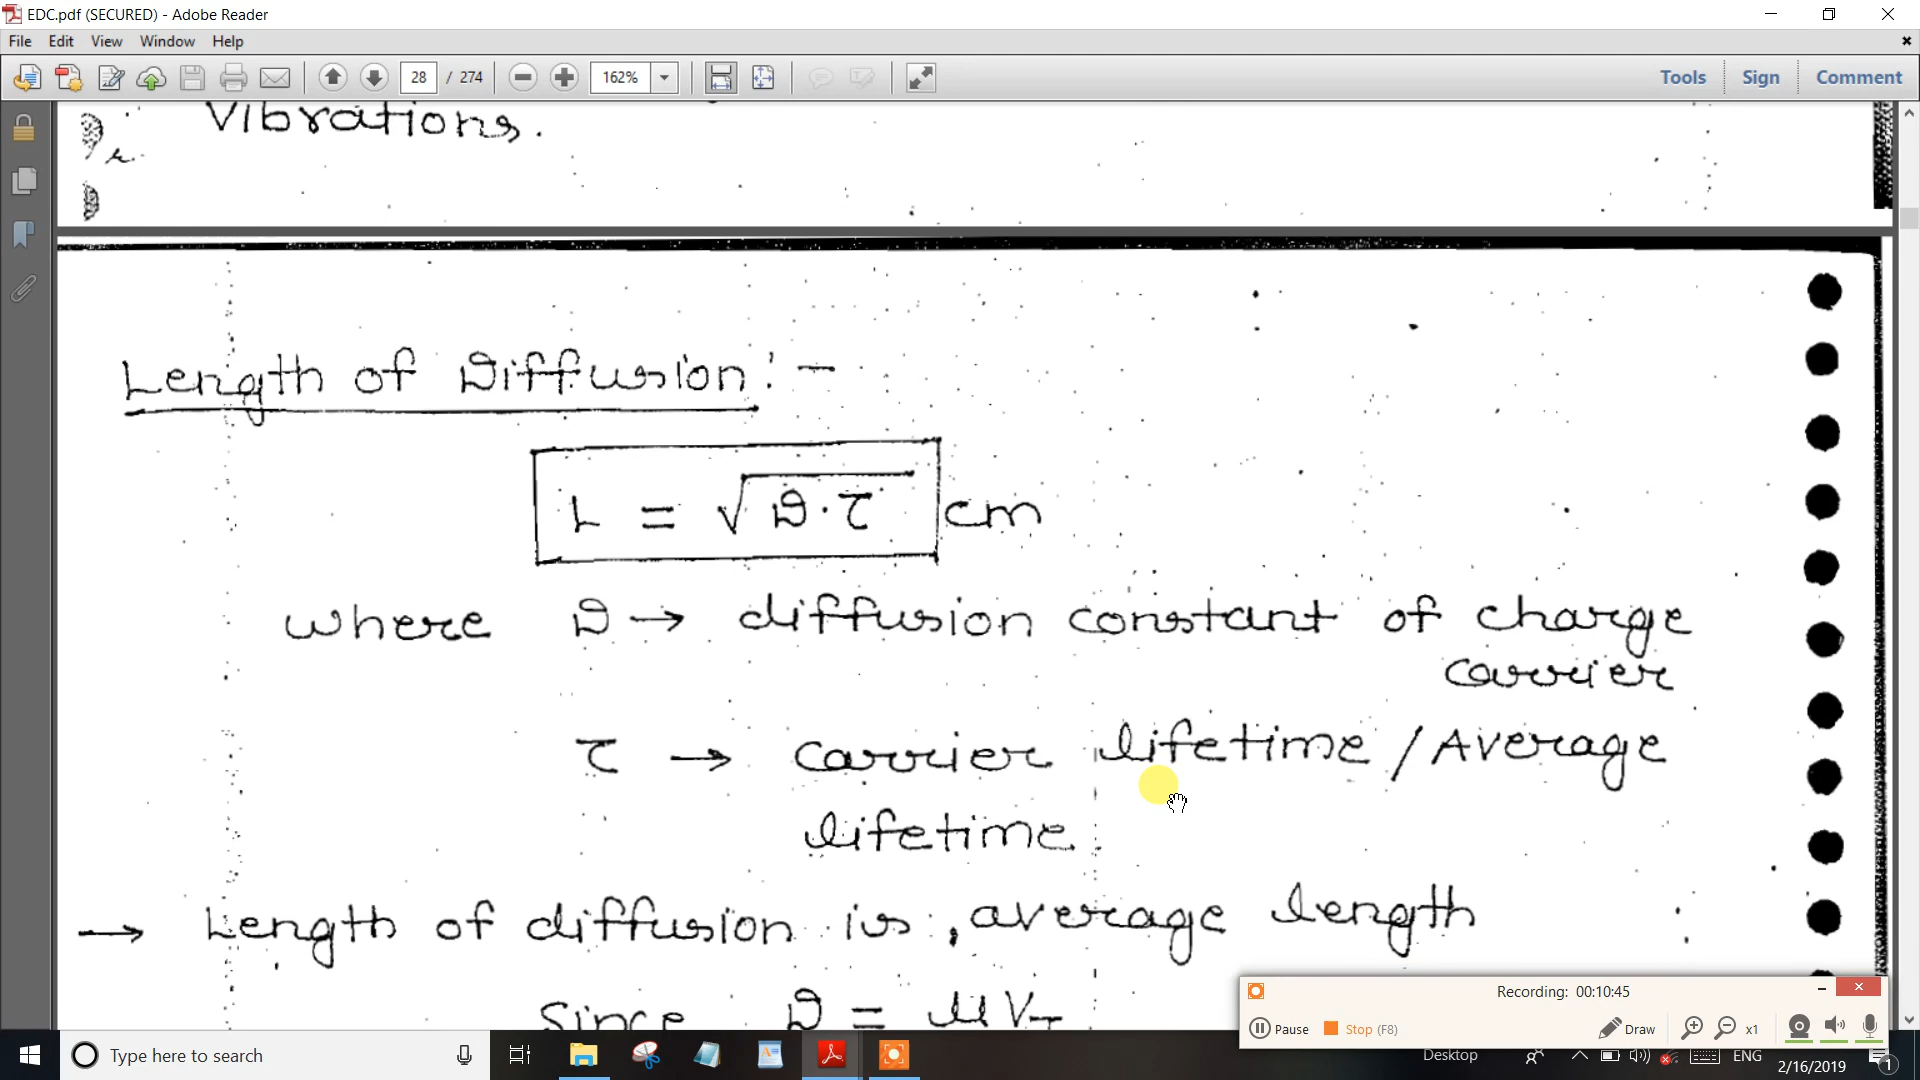 EDC.pdf (SECURED) - Adobe Reader
File Edit View Window Help
28 / 274 162% Tools Sign Comment
Vibrations.
Length of Diffusion:-
L = √D.τ cm
where D → diffusion constant of charge
carrier
τ → carrier lifetime / Average
lifetime.
→ Length of diffusion is, average length
Since D = μVT
Recording: 00:10:45
Pause Stop (F8) Draw x1
Type here to search
Desktop ENG
2/16/2019 1